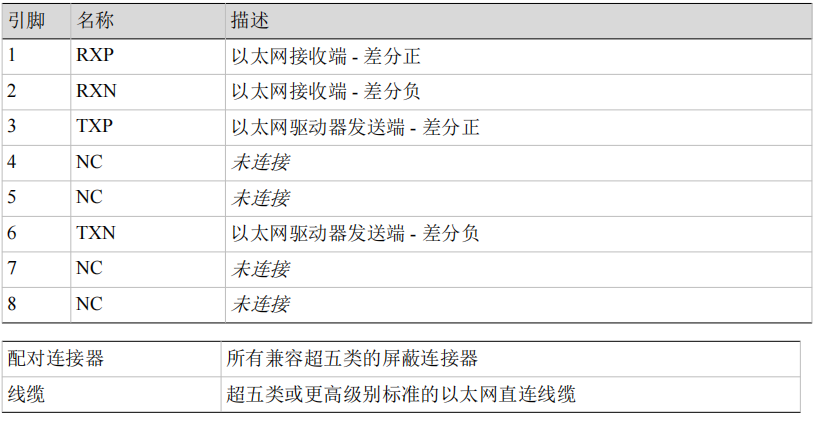 引脚 名称 描述
1 RXP 以太网接收端 - 差分正
2 RXN 以太网接收端 - 差分负
3 TXP 以太网驱动器发送端 - 差分正
4 NC 未连接
5 NC 未连接
6 TXN 以太网驱动器发送端 - 差分负
7 NC 未连接
8 NC 未连接
配对连接器 所有兼容超五类的屏蔽连接器
线缆 超五类或更高级别标准的以太网直连线缆